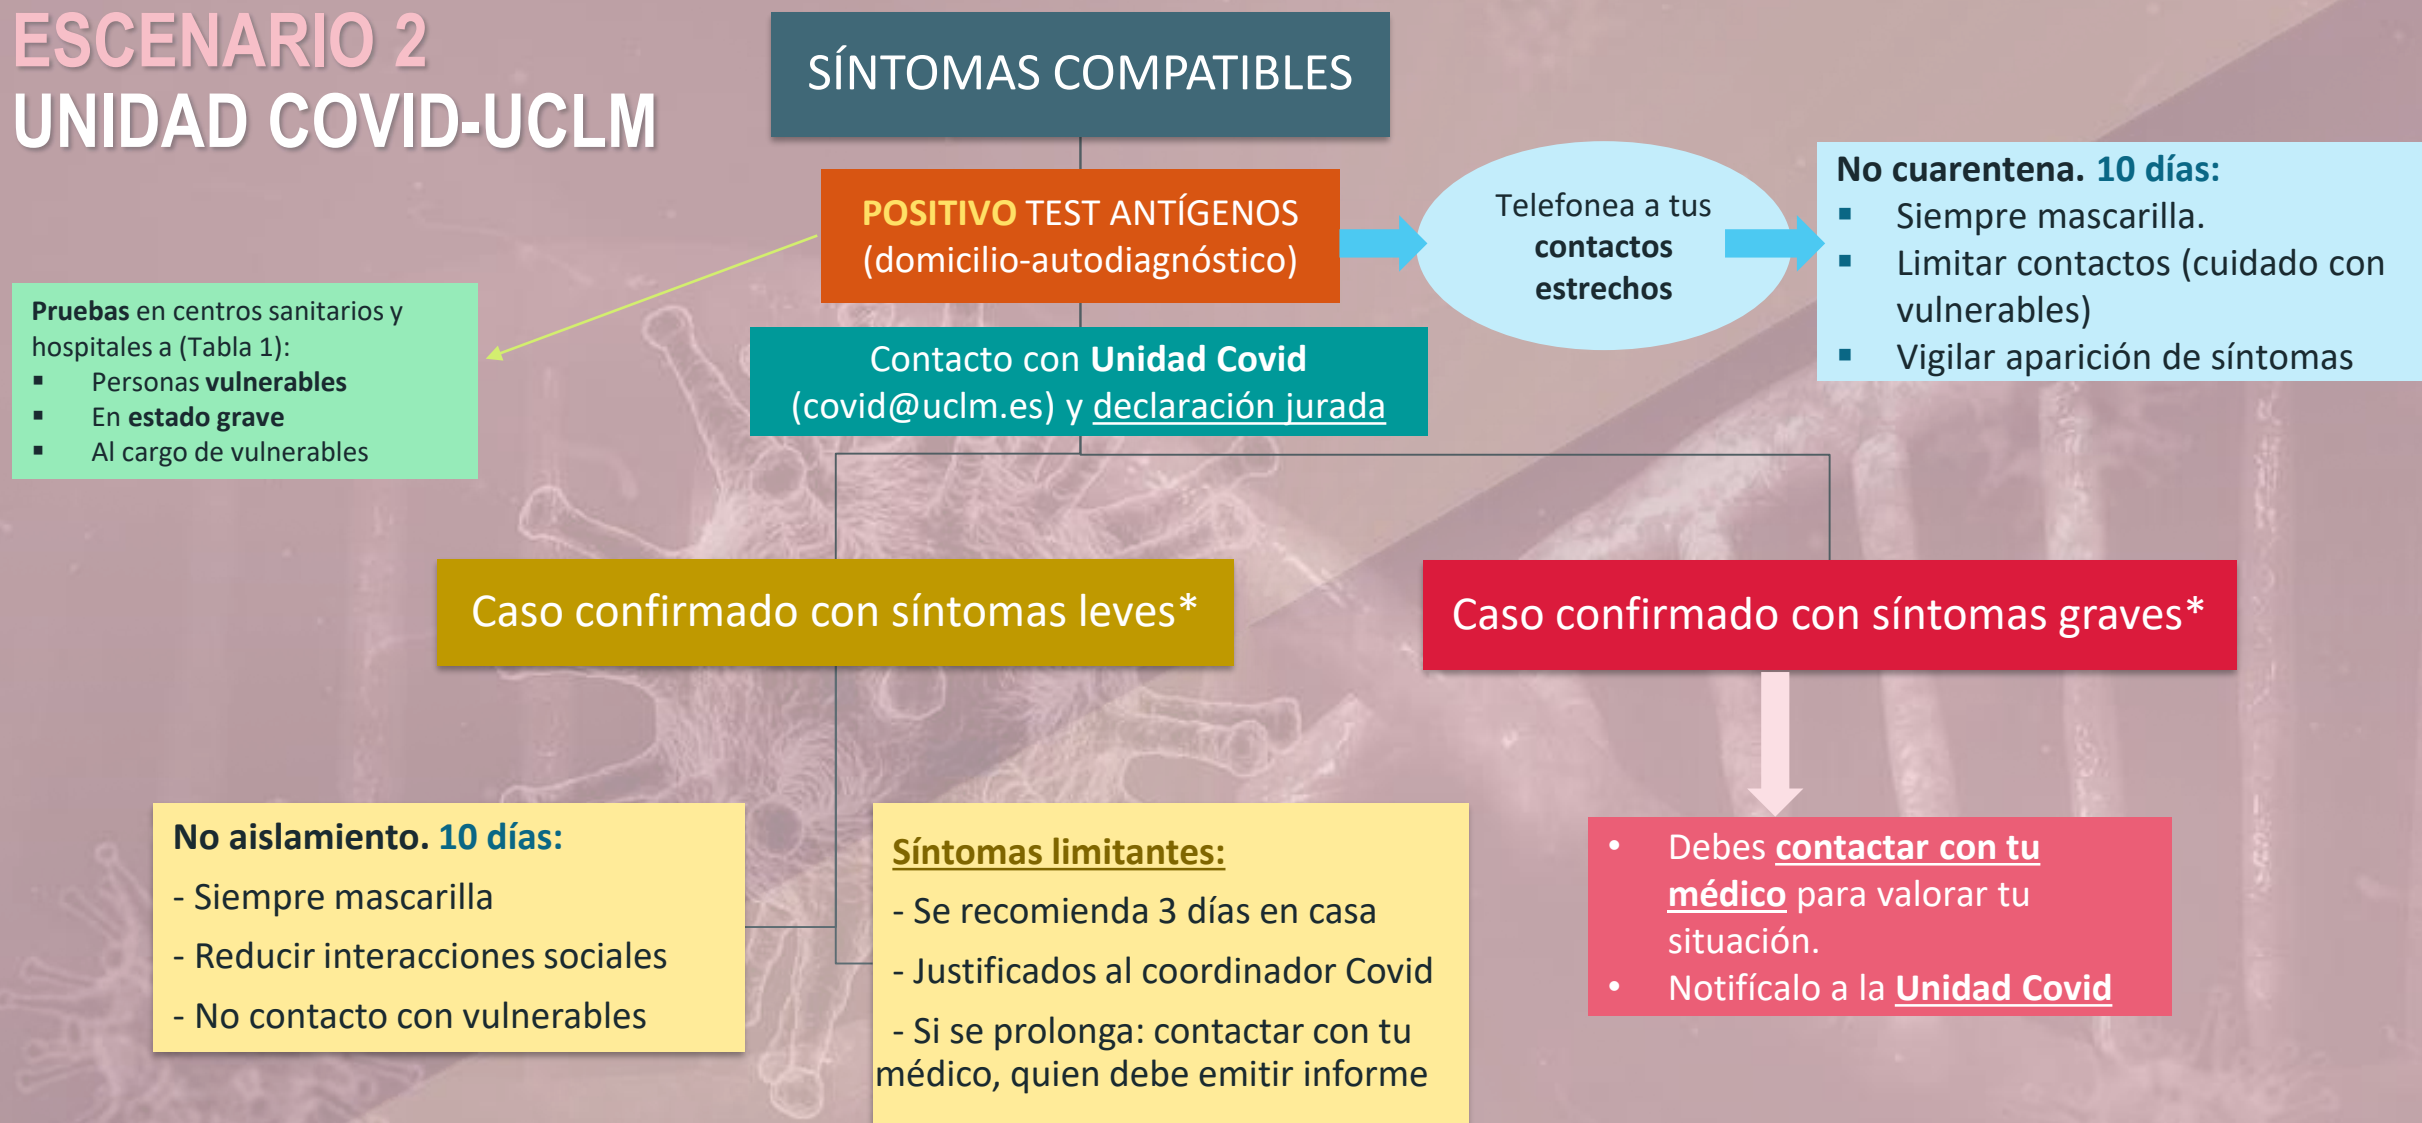 ESCENARIO 2
UNIDAD COVID-UCLM
SÍNTOMAS COMPATIBLES
POSITIVO TEST ANTÍGENOS
(domicilio-autodiagnóstico)
Telefonea a tus
contactos
estrechos
No cuarentena. 10 días:
▪ Siempre mascarilla.
▪ Limitar contactos (cuidado con
vulnerables)
▪ Vigilar aparición de síntomas
Pruebas en centros sanitarios y
hospitales a (Tabla 1):
▪ Personas vulnerables
▪ En estado grave
▪ Al cargo de vulnerables
Contacto con Unidad Covid
(covid@uclm.es) y declaración jurada
Caso confirmado con síntomas leves*
Caso confirmado con síntomas graves*
No aislamiento. 10 días:
- Siempre mascarilla
- Reducir interacciones sociales
- No contacto con vulnerables
Síntomas limitantes:
- Se recomienda 3 días en casa
- Justificados al coordinador Covid
- Si se prolonga: contactar con tu
médico, quien debe emitir informe
• Debes contactar con tu
médico para valorar tu
situación.
• Notifícalo a la Unidad Covid